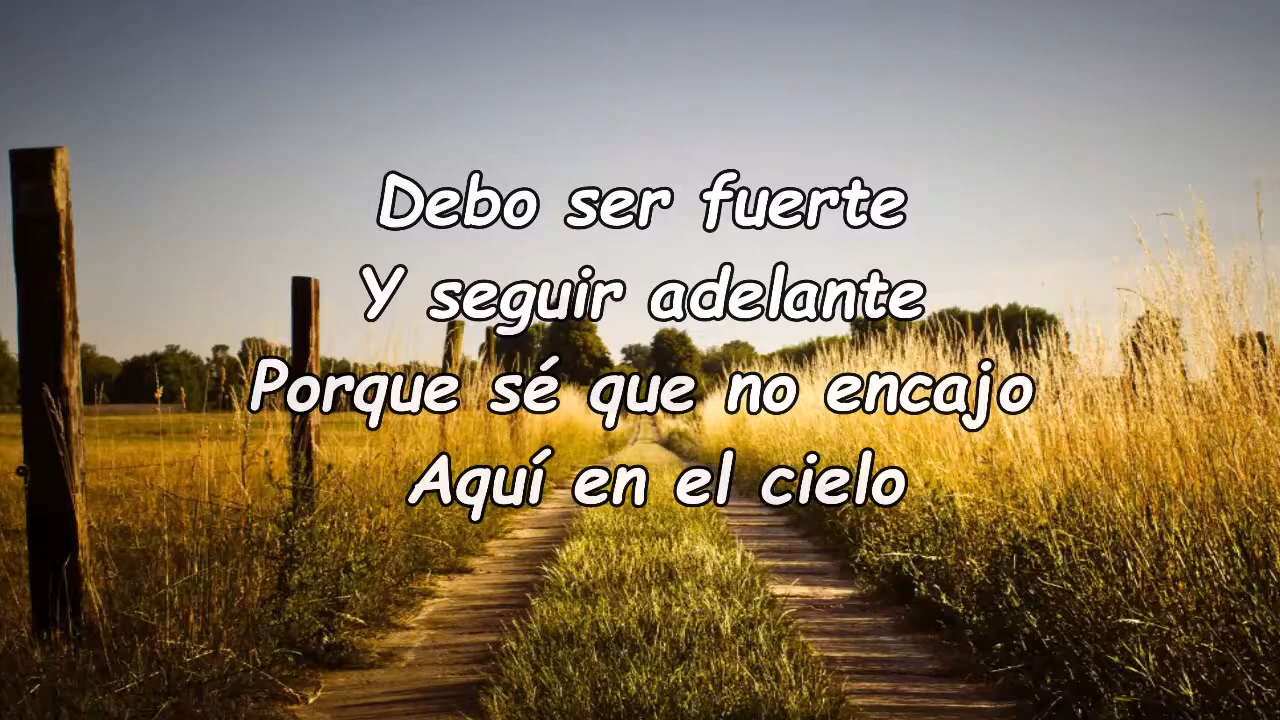 Debo ser fuerte
Y seguir adelante
Porque sé que no encajo
Aquí en el cielo